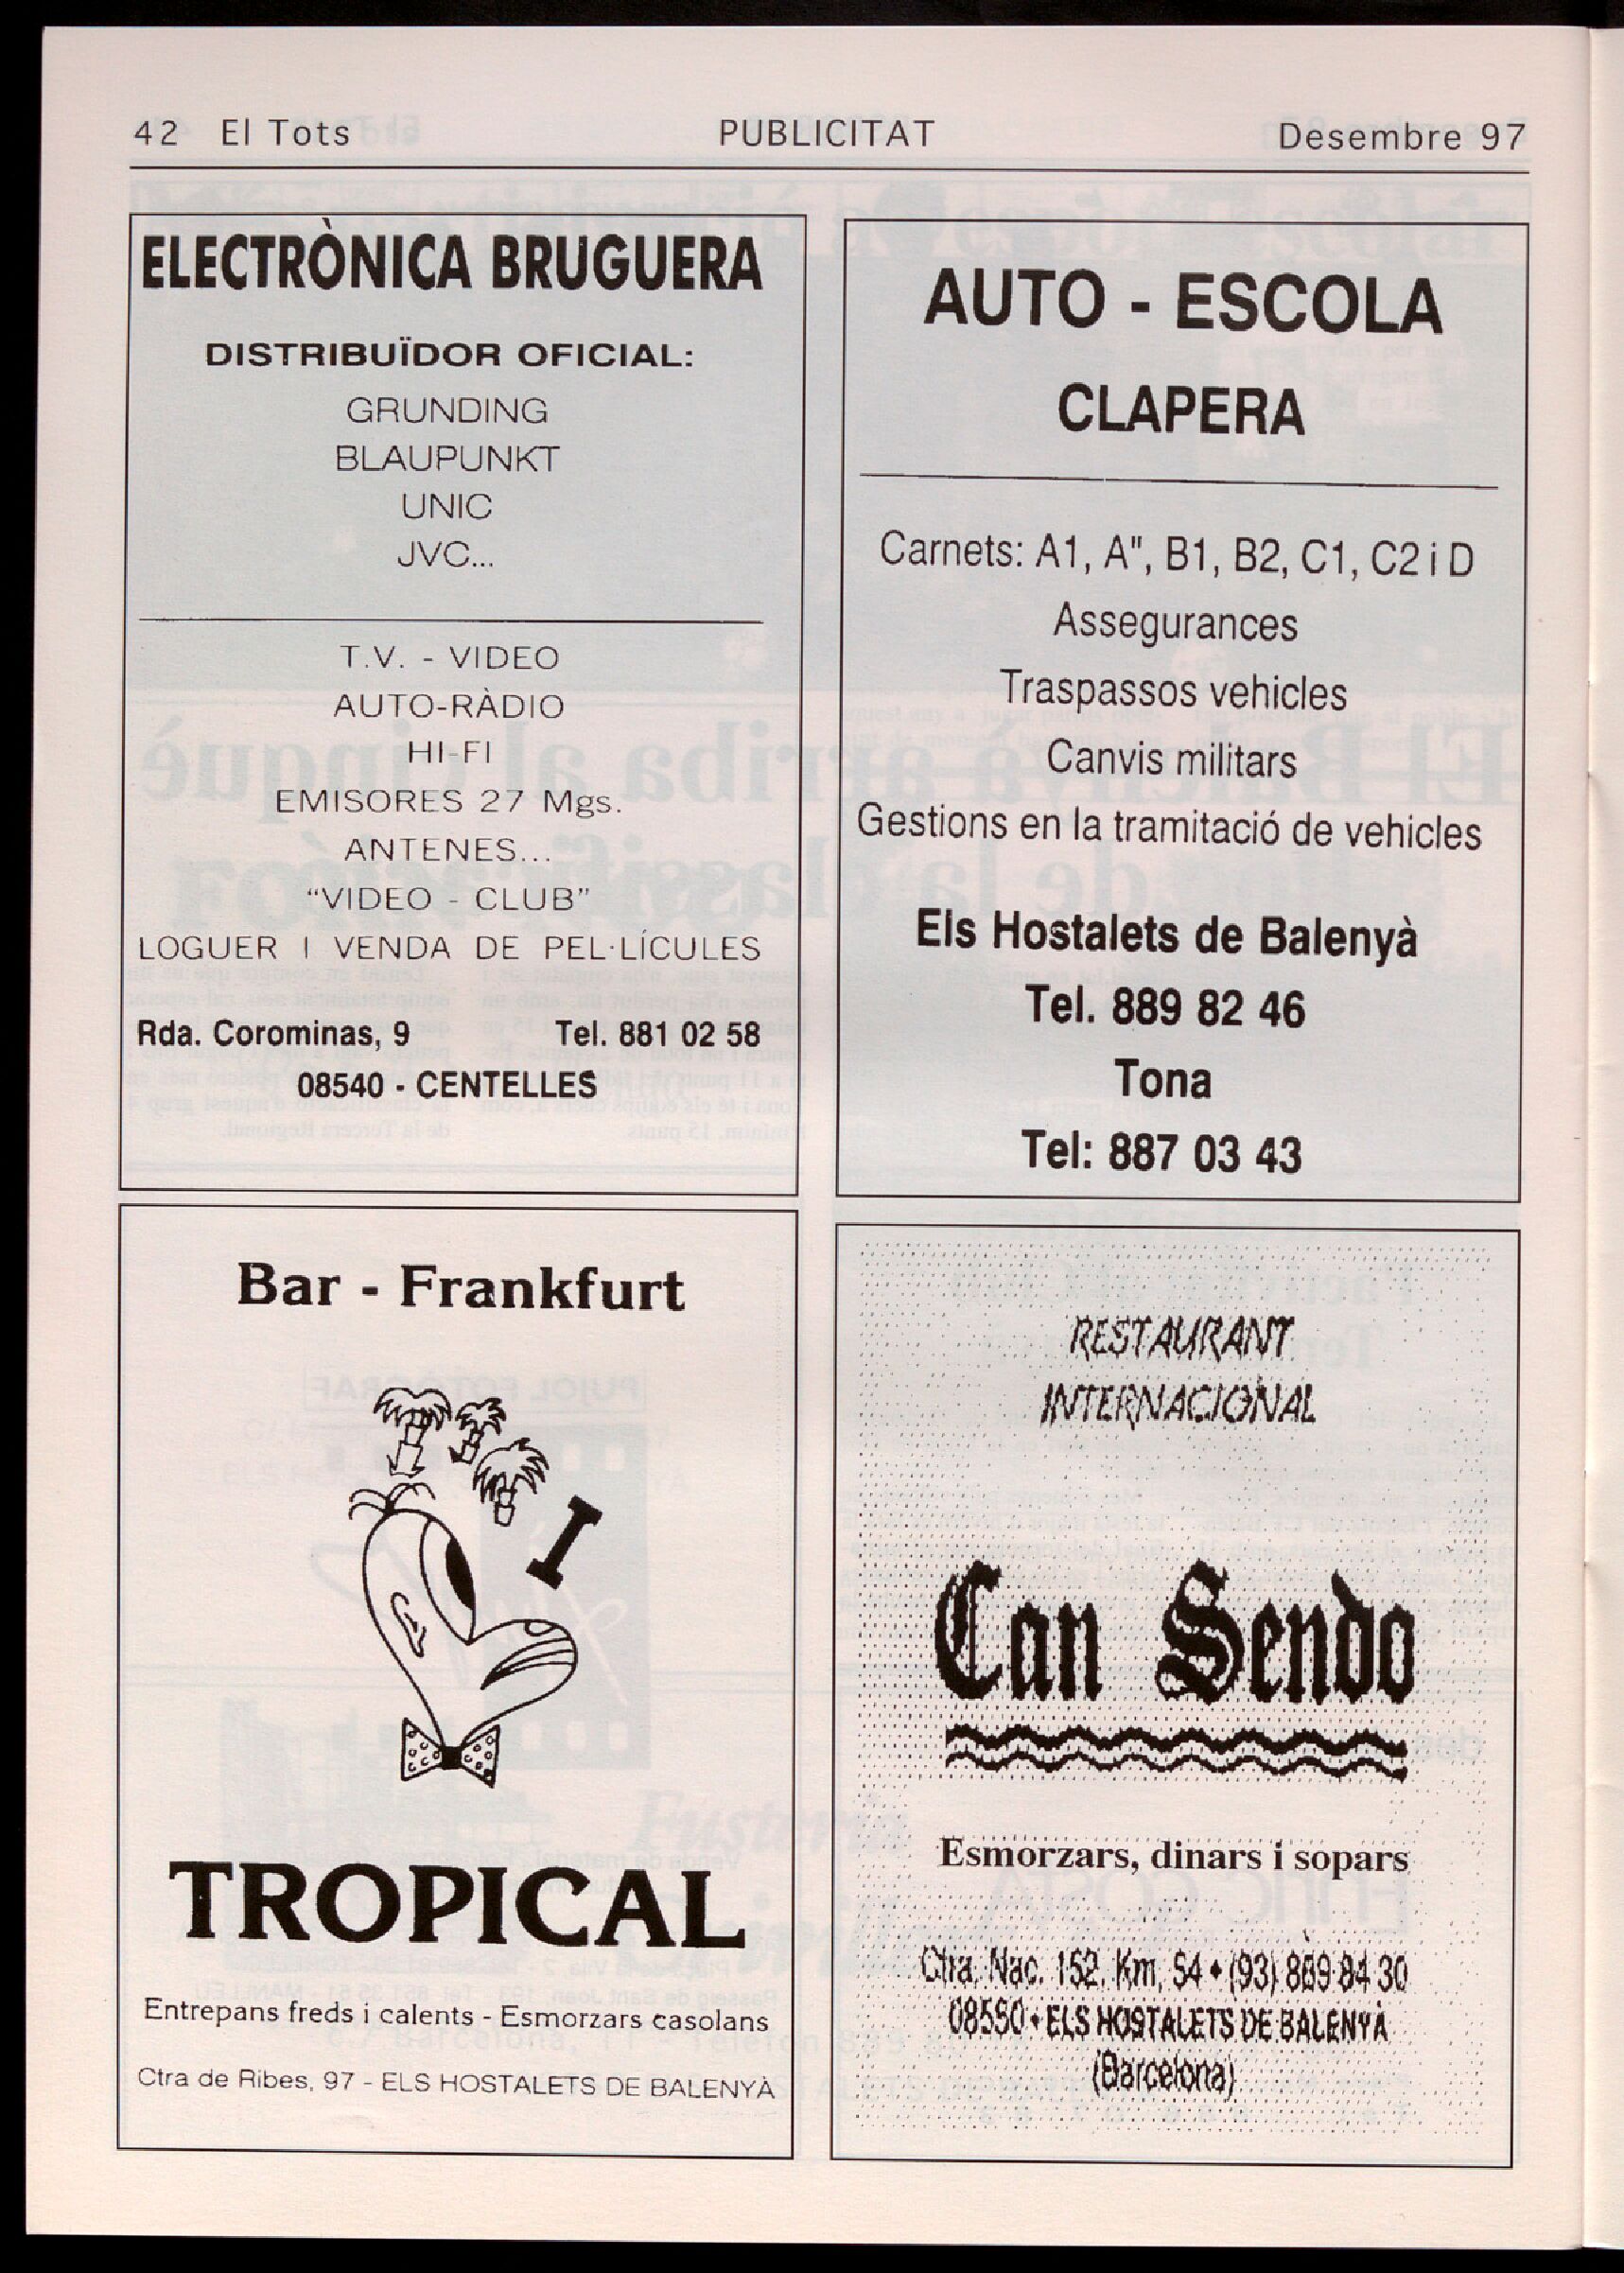 42 El Tots PUBLICITAT Desembre 97
ELECTRÒNICA BRUGUERA
DISTRIBUÏDOR OFICIAL:
GRUNDING
BLAUPUNKT
UNIC
JVC...
T.V. - VIDEO
AUTO-RÀDIO
HI-FI
EMISORES 27 Mgs.
ANTENES...
“VIDEO - CLUB”
LOGUER I VENDA DE PEL·LÍCULES
Rda. Corominas, 9 Tel. 881 02 58
08540 - CENTELLES
AUTO - ESCOLA
CLAPERA
Carnets: A1, A", B1, B2, C1, C2 i D
Assegurances
Traspassos vehicles
Canvis militars
Gestions en la tramitació de vehicles
Els Hostalets de Balenyà
Tel. 889 82 46
Tona
Tel: 887 03 43
Bar - Frankfurt
I
TROPICAL
Entrepans freds i calents - Esmorzars casolans
Ctra de Ribes, 97 - ELS HOSTALETS DE BALENYÀ
RESTAURANT
INTERNACIONAL
Can Sendo
Esmorzars, dinars i sopars
Ctra. Nac. 152, Km, 54 • (93) 889 84 30
08550 • ELS HOSTALETS DE BALENYÀ
(Barcelona)